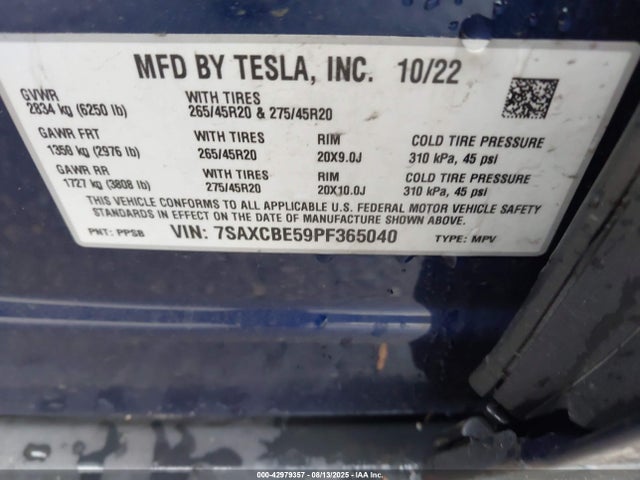 MFD BY TESLA, INC. 10/22
GVWR
2834 kg (6250 lb)
WITH TIRES
265/45R20 & 275/45R20
GAWR FRT
1350 kg (2976 lb)
WITH TIRES
265/45R20
RIM
20X9.0J
COLD TIRE PRESSURE
310 kPa, 45 psi
GAWR RR
1727 kg (3808 lb)
WITH TIRES
275/45R20
RIM
20X10.0J
COLD TIRE PRESSURE
310 kPa, 45 psi
THIS VEHICLE CONFORMS TO ALL APPLICABLE U.S. FEDERAL MOTOR VEHICLE SAFETY
STANDARDS IN EFFECT ON THE DATE OF MANUFACTURE SHOWN ABOVE.
PNT: PPSB VIN: 7SAXCBE59PF365040 TYPE: MPV
000-42979357 - 08/13/2025 - IAA Inc.